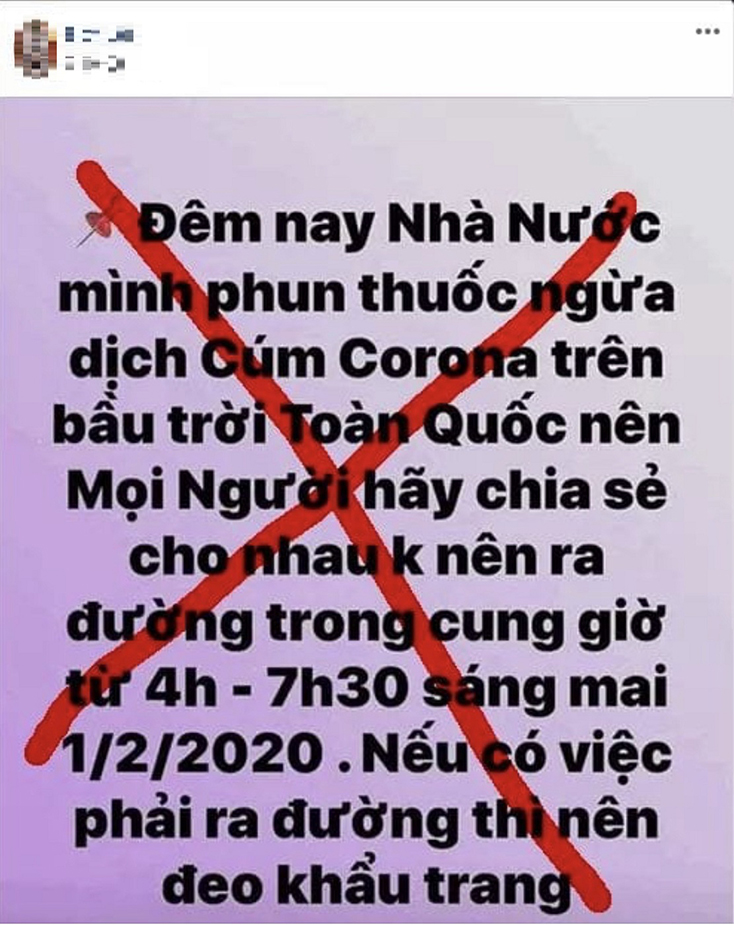 Đêm nay Nhà Nước
mình phun thuốc ngừa
dịch Cúm Corona trên
bầu trời Toàn Quốc nên
Mọi Người hãy chia sẻ
cho nhau k nên ra
đường trong cung giờ
từ 4h - 7h30 sáng mai
1/2/2020 . Nếu có việc
phải ra đường thì nên
đeo khẩu trang